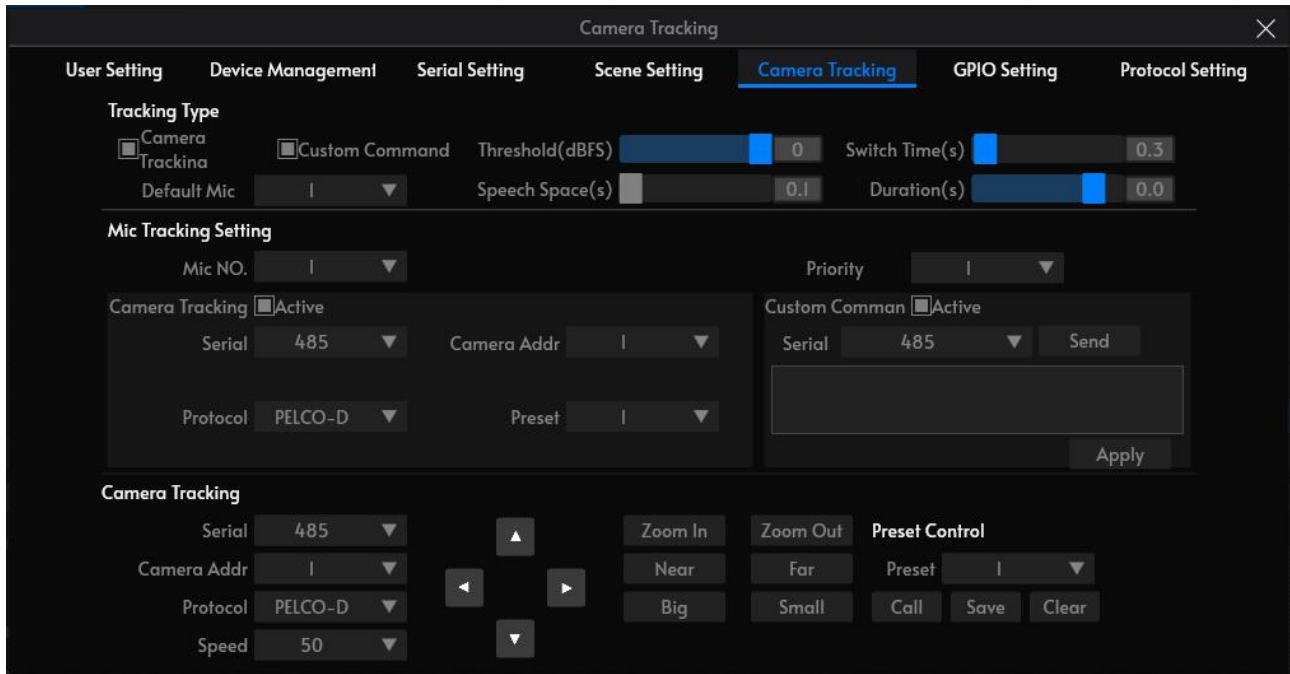 Camera Tracking
User Setting Device Management Serial Setting Scene Setting Camera Tracking GPIO Setting Protocol Setting
Tracking Type
Camera
Tracking Custom Command Threshold(dBFS) 0 Switch Time(s) 0.3
Default Mic 1 Speech Space(s) 0.1 Duration(s) 0.0
Mic Tracking Setting
Mic NO. 1 Priority 1
Camera Tracking Active Custom Comman Active
Serial 485 Camera Addr 1 Serial 485 Send
Protocol PELCO-D Preset 1
Apply
Camera Tracking
Serial 485 Zoom In Zoom Out Preset Control
Camera Addr 1 Near Far Preset 1
Protocol PELCO-D Big Small Call Save Clear
Speed 50